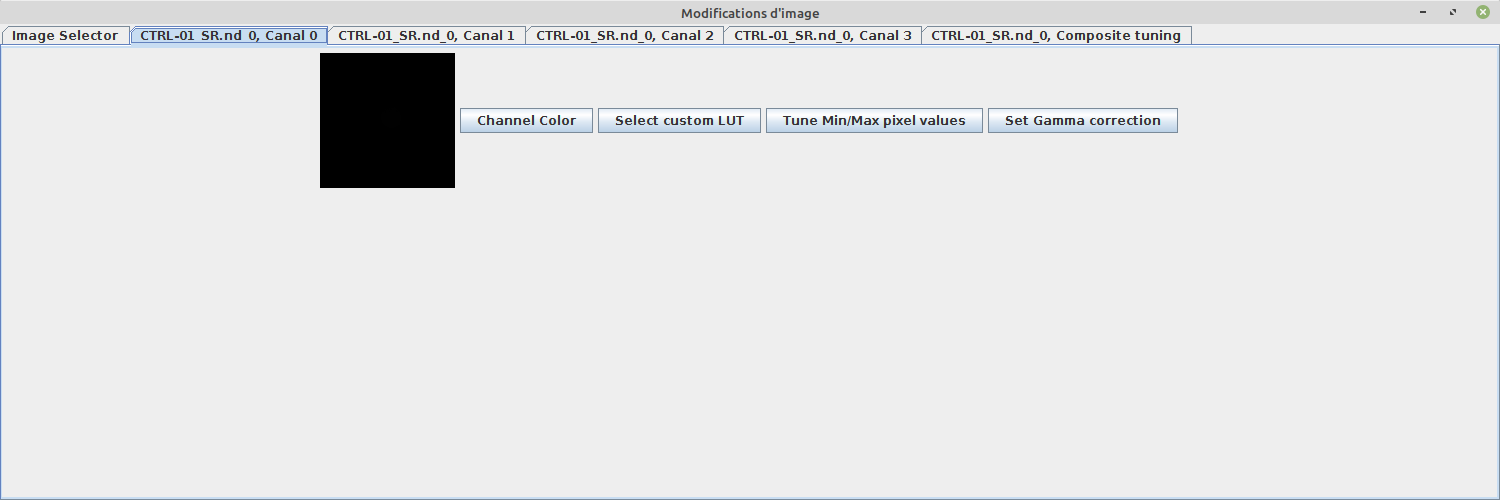 Modifications d'image
Image Selector CTRL-01_SR.nd_0, Canal 0 CTRL-01_SR.nd_0, Canal 1 CTRL-01_SR.nd_0, Canal 2 CTRL-01_SR.nd_0, Canal 3 CTRL-01_SR.nd_0, Composite tuning
Channel Color Select custom LUT Tune Min/Max pixel values Set Gamma correction